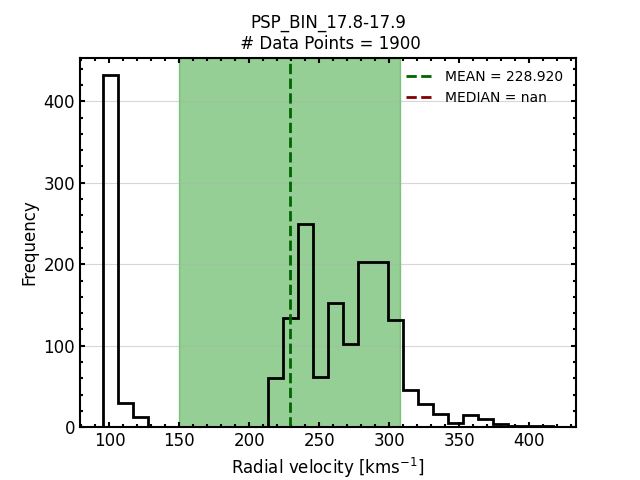 PSP_BIN_17.8-17.9
# Data Points = 1900
MEAN = 228.920
MEDIAN = nan
Frequency
400
300
200
100
0
100 150 200 250 300 350 400
Radial velocity [kms⁻¹]